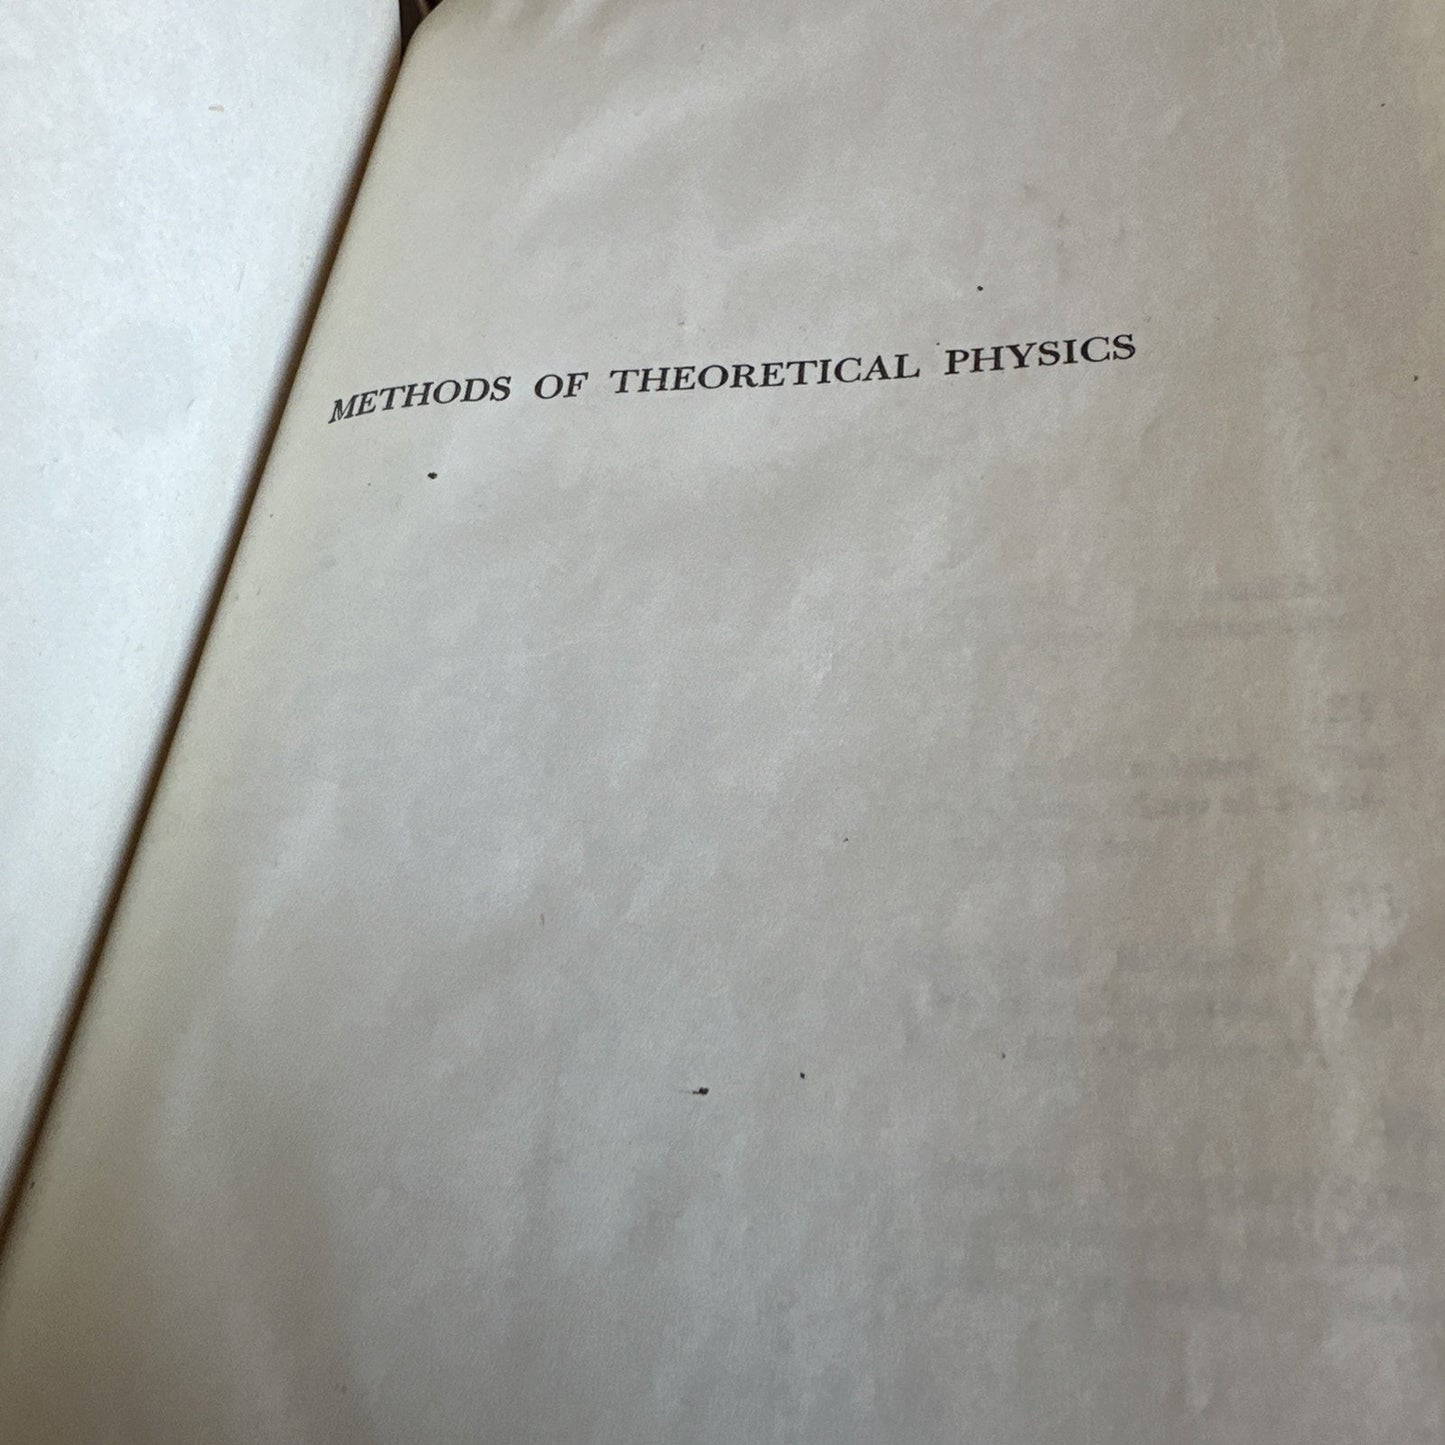 METHODS OF THEORETICAL PHYSICS